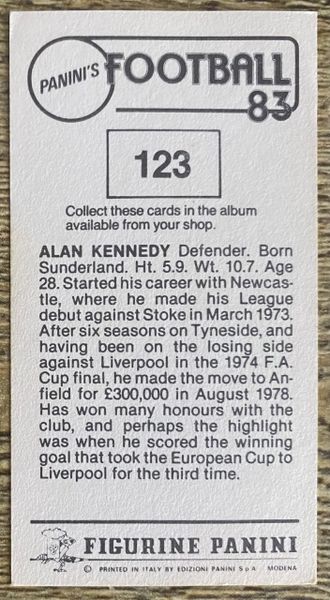 PANINI'S FOOTBALL
83
123
Collect these cards in the album
available from your shop.
ALAN KENNEDY Defender. Born
Sunderland. Ht. 5.9. Wt. 10.7. Age
28. Started his career with Newcas-
tle, where he made his League
debut against Stoke in March 1973.
After six seasons on Tyneside, and
having been on the losing side
against Liverpool in the 1974 F.A.
Cup final, he made the move to An-
field for £300,000 in August 1978.
Has won many honours with the
club, and perhaps the highlight
was when he scored the winning
goal that took the European Cup to
Liverpool for the third time.
FIGURINE PANINI
© PRINTED IN ITALY BY EDIZIONI PANINI S.p.A. MODENA